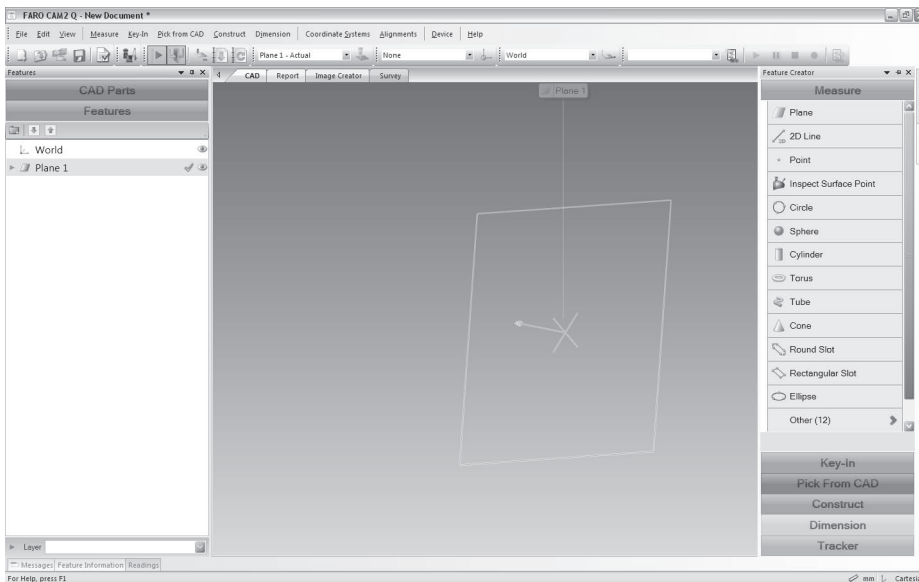 FARO CAM2 Q - New Document *
File Edit View Measure Key-In Pick from CAD Construct Dimension Coordinate Systems Alignments Device Help
Plane 1 - Actual None World
Features
CAD Parts
Features
World
Plane 1
Layer
Messages Feature Information Readings
For Help, press F1
CAD Report Image Creator Survey
Plane 1
Feature Creator
Measure
Plane
2D Line
Point
Inspect Surface Point
Circle
Sphere
Cylinder
Torus
Tube
Cone
Round Slot
Rectangular Slot
Ellipse
Other (12)
Key-In
Pick From CAD
Construct
Dimension
Tracker
mm Cartesi